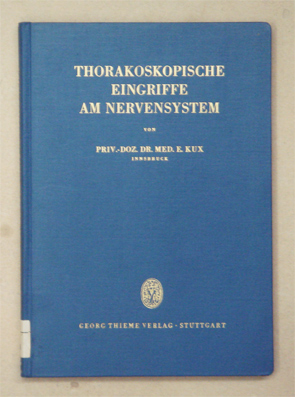 THORAKOSKOPISCHE
EINGRIFFE
AM NERVENSYSTEM
VON
PRIV.-DOZ. DR. MED. E. KUX
INNSBRUCK
GEORG THIEME VERLAG · STUTTGART